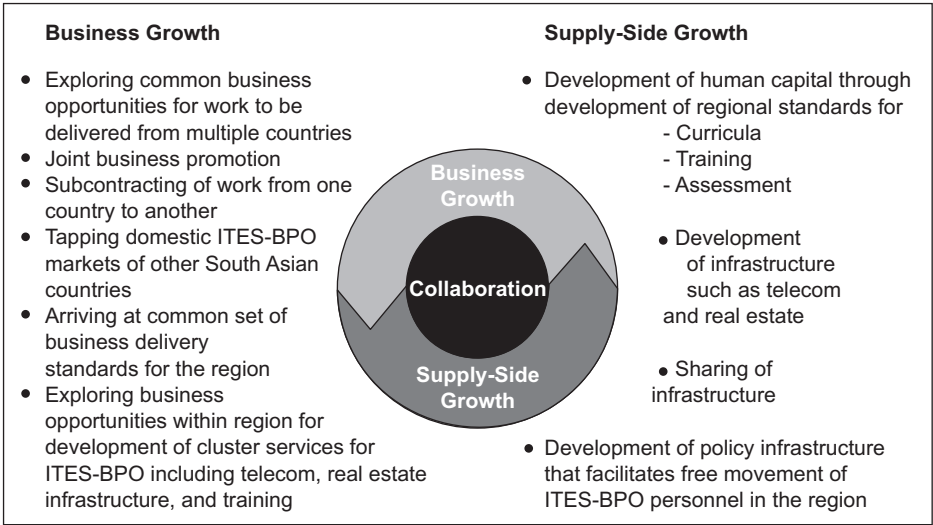 Business Growth
• Exploring common business
opportunities for work to be
delivered from multiple countries
• Joint business promotion
• Subcontracting of work from one
country to another
• Tapping domestic ITES-BPO
markets of other South Asian
countries
• Arriving at common set of
business delivery
standards for the region
• Exploring business
opportunities within region for
development of cluster services for
ITES-BPO including telecom, real estate
infrastructure, and training
Business
Growth
Collaboration
Supply-Side
Growth
Supply-Side Growth
• Development of human capital through
development of regional standards for
- Curricula
- Training
- Assessment
• Development
of infrastructure
such as telecom
and real estate
• Sharing of
infrastructure
• Development of policy infrastructure
that facilitates free movement of
ITES-BPO personnel in the region